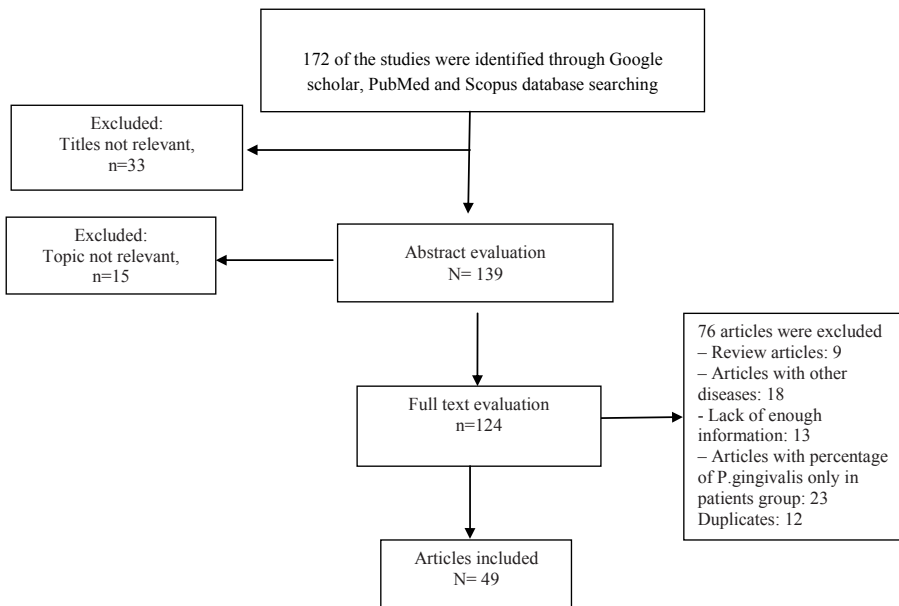 172 of the studies were identified through Google
scholar, PubMed and Scopus database searching
Excluded:
Titles not relevant,
n=33
Excluded:
Topic not relevant,
n=15
Abstract evaluation
N= 139
76 articles were excluded
– Review articles: 9
– Articles with other
diseases: 18
- Lack of enough
information: 13
– Articles with percentage
of P.gingivalis only in
patients group: 23
Duplicates: 12
Full text evaluation
n=124
Articles included
N= 49